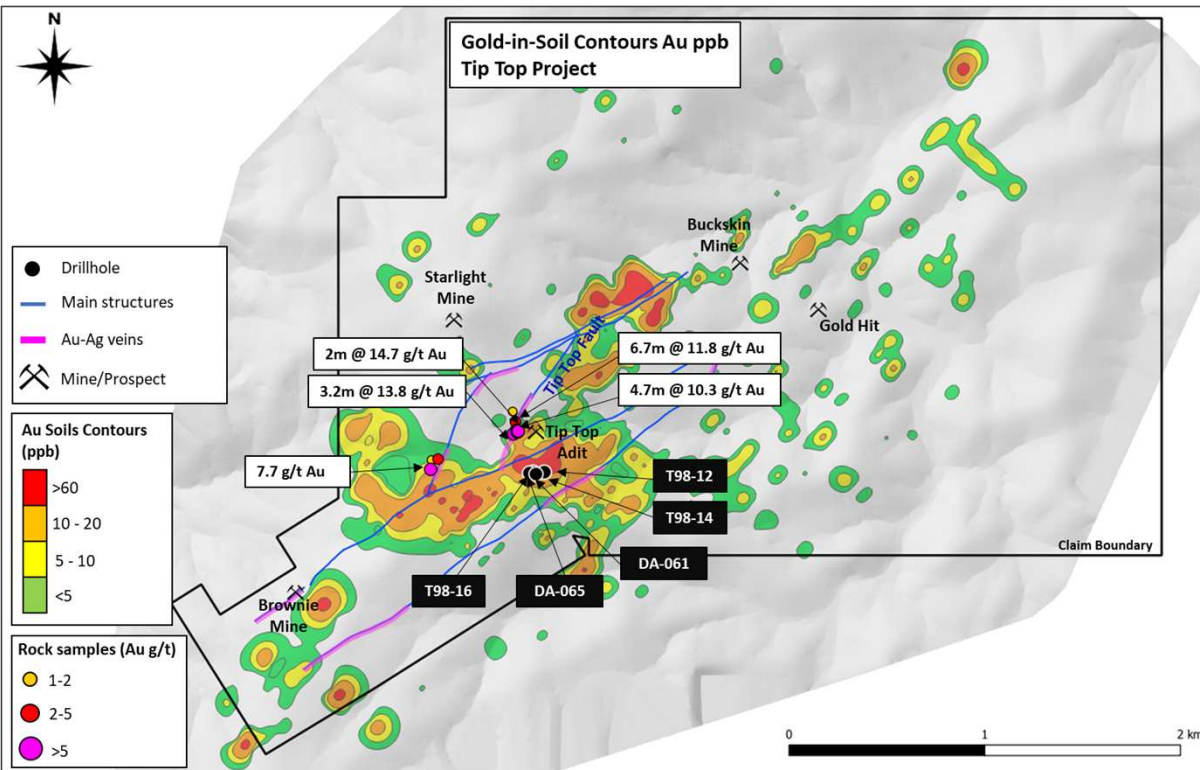 N
Gold-in-Soil Contours Au ppb
Tip Top Project
Drillhole
Main structures
Au-Ag veins
Mine/Prospect
Au Soils Contours
(ppb)
>60
10 - 20
5 - 10
<5
Rock samples (Au g/t)
1-2
2-5
>5
Buckskin
Mine
Starlight
Mine
Gold Hit
Tip Top Fault
2m @ 14.7 g/t Au
6.7m @ 11.8 g/t Au
3.2m @ 13.8 g/t Au
4.7m @ 10.3 g/t Au
Tip Top
Adit
7.7 g/t Au
T98-12
T98-14
DA-061
T98-16
DA-065
Claim Boundary
Brownie
Mine
0
1
2 km